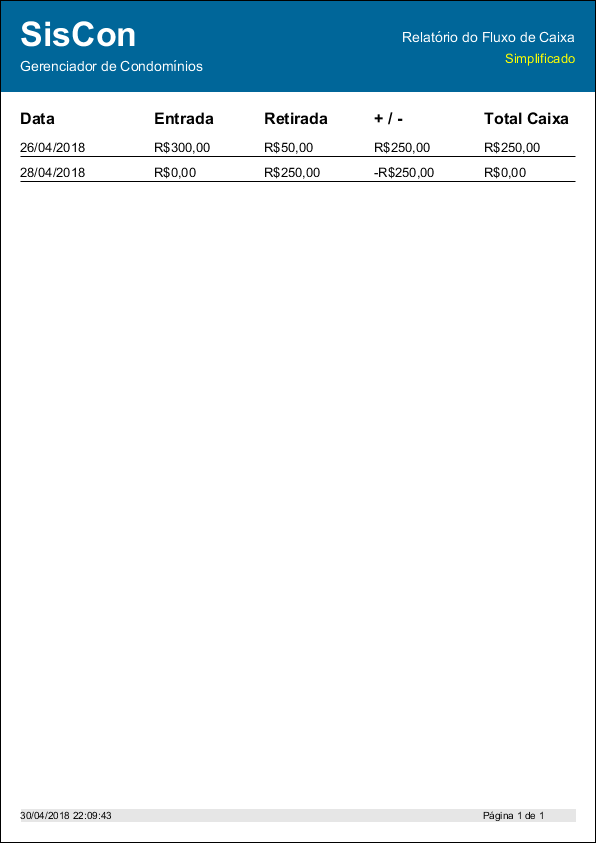 SisCon
Relatório do Fluxo de Caixa
Gerenciador de Condomínios
Simplificado
Data Entrada Retirada + / - Total Caixa
26/04/2018 R$300,00 R$50,00 R$250,00 R$250,00
28/04/2018 R$0,00 R$250,00 -R$250,00 R$0,00
30/04/2018 22:09:43 Página 1 de 1